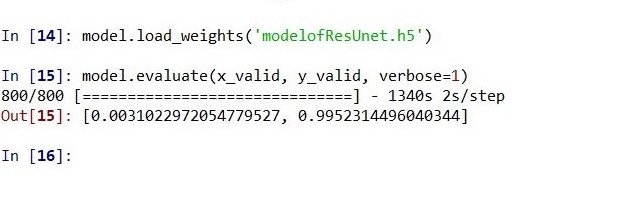 In [14]: model.load_weights('modelofResUnet.h5')
In [15]: model.evaluate(x_valid, y_valid, verbose=1)
800/800 [==============================] - 1340s 2s/step
Out[15]: [0.0031022972054779527, 0.9952314496040344]
In [16]: